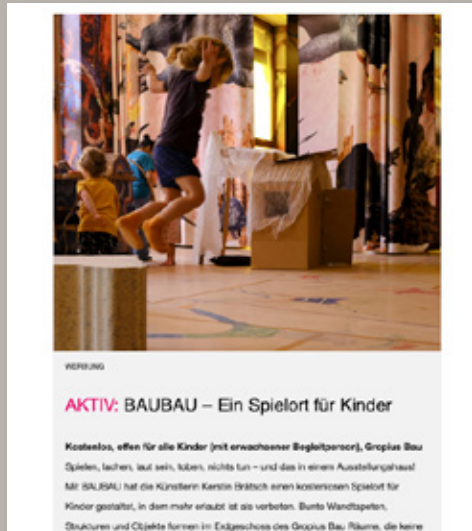 WERBUNG
AKTIV: BAUBAU – Ein Spielort für Kinder
Kostenlos, offen für alle Kinder (mit erwachsener Begleitperson), Gropius Bau
Spielen, lachen, laut sein, toben, nichts tun – und das in einem Ausstellungshaus!
Mit BAUBAU hat die Künstlerin Kerstin Brätsch einen kostenlosen Spielort für
Kinder gestaltet, in dem mehr erlaubt ist als verboten. Bunte Wandtapeten,
Skulpturen und Objekte formen im Erdgeschoss des Gropius Bau Räume, die keine